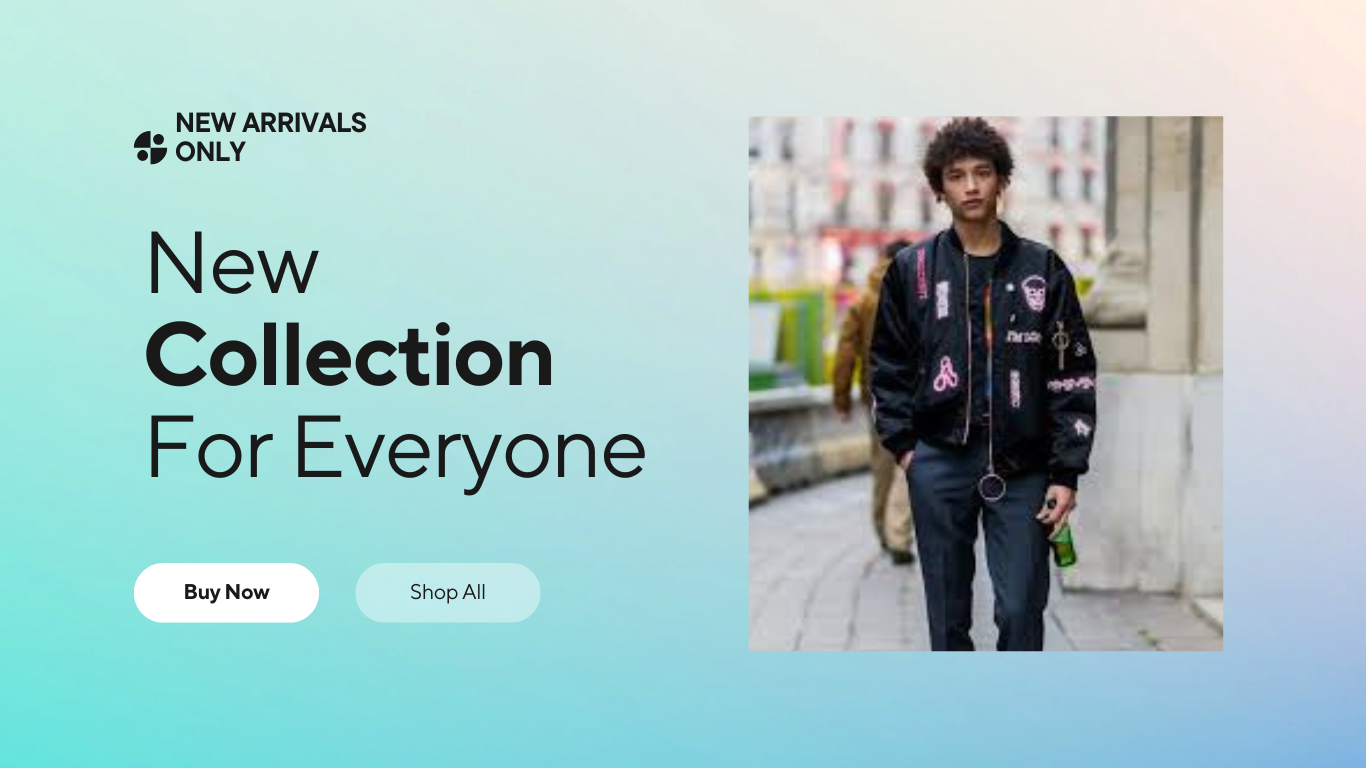 NEW ARRIVALS
ONLY
New
Collection
For Everyone
Buy Now
Shop All